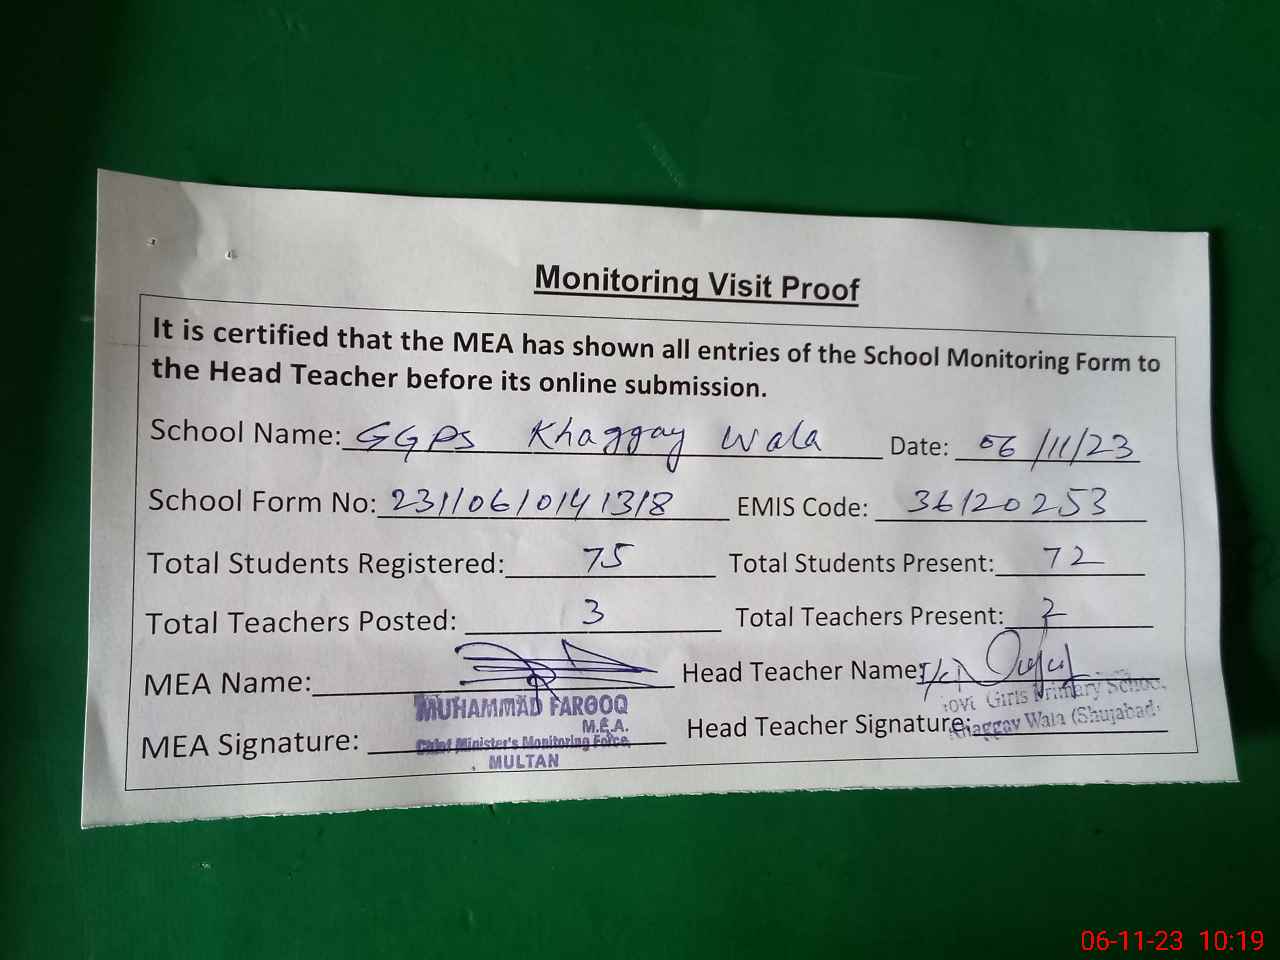 Monitoring Visit Proof
It is certified that the MEA has shown all entries of the School Monitoring Form to
the Head Teacher before its online submission.
School Name: GGPS Khaggay Wala Date: 06/11/23
School Form No: 23110610141318 EMIS Code: 36120253
Total Students Registered: 75 Total Students Present: 72
Total Teachers Posted: 3 Total Teachers Present: 2
MEA Name: Head Teacher Name:
MUHAMMAD FAROOQ
M.E.A.
Chief Minister's Monitoring Force
MULTAN
MEA Signature: Head Teacher Signature:
Girls Primary School
Khaggay Wala (Shujabad)
06-11-23 10:19